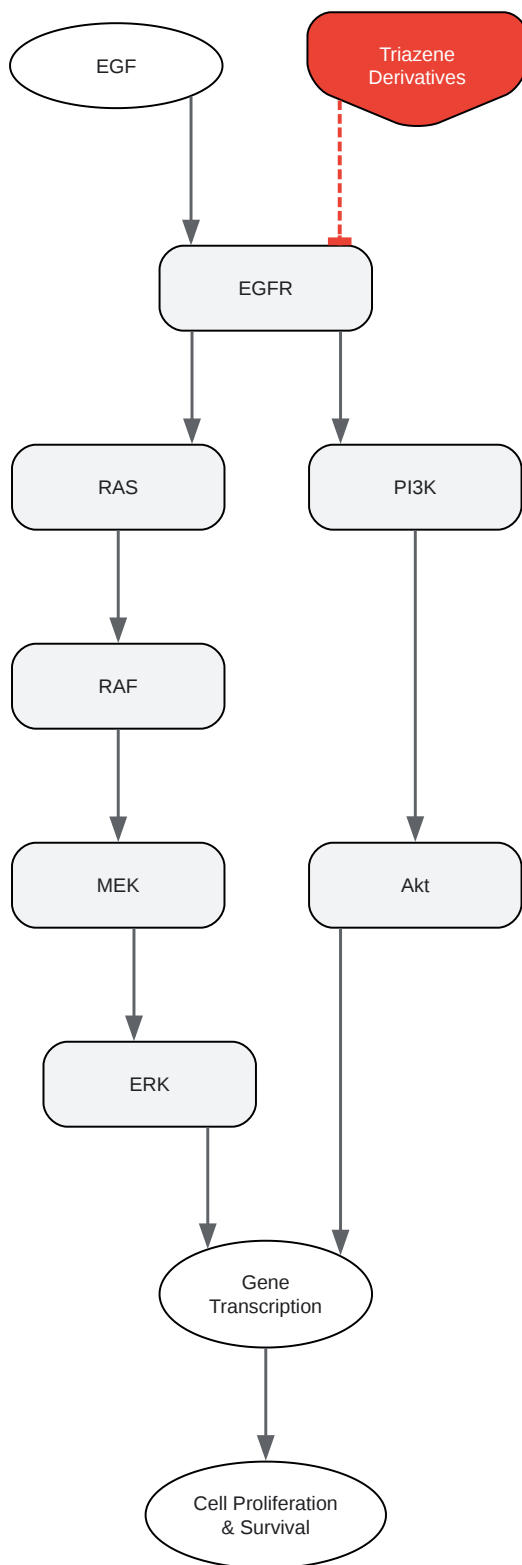 EGF
Triazene
Derivatives
EGFR
RAS
PI3K
RAF
MEK
Akt
ERK
Gene
Transcription
Cell Proliferation
& Survival